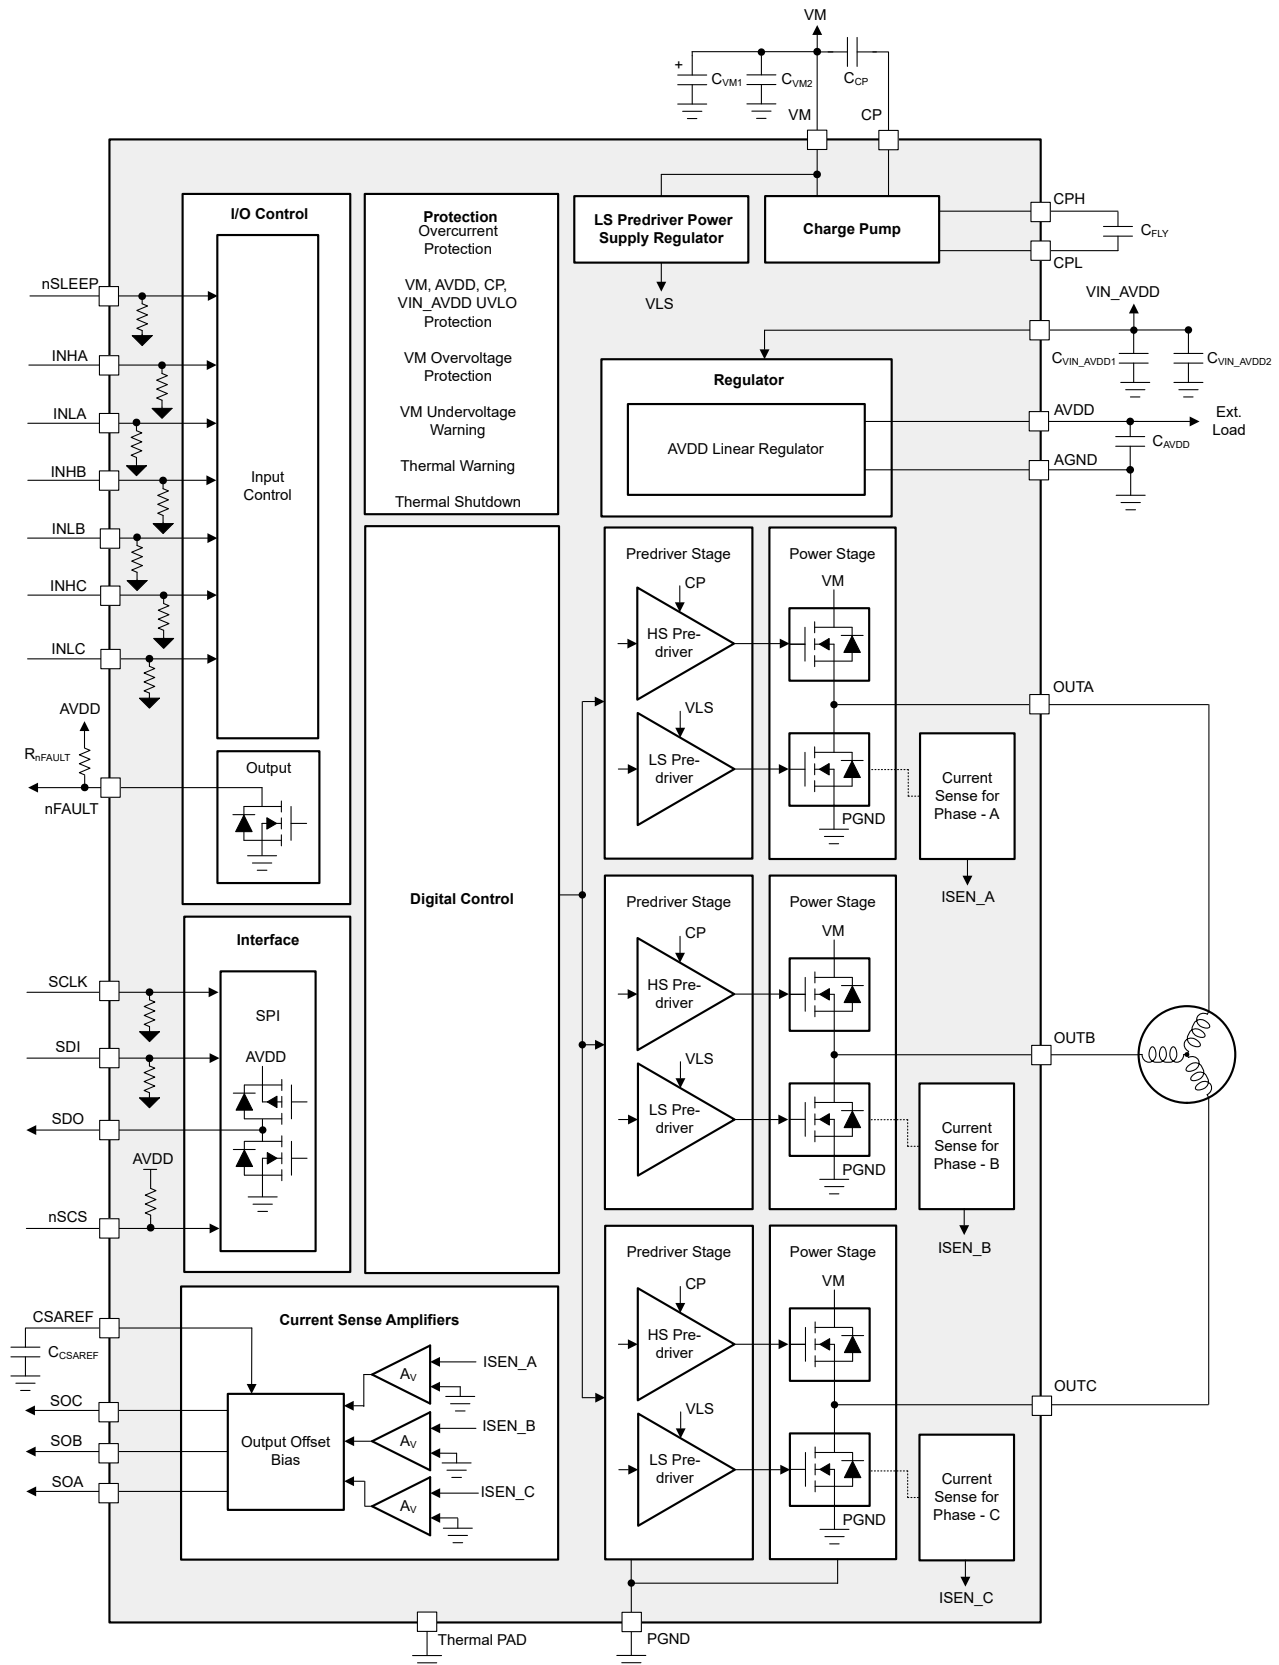 VM
+
CVM1
CVM2
CCP
VM
CP
I/O Control
Input
Control
Output
nSLEEP
INHA
INLA
INHB
INLB
INHC
INLC
AVDD
RnFAULT
nFAULT
Protection
Overcurrent
Protection
VM, AVDD, CP,
VIN_AVDD UVLO
Protection
VM Overvoltage
Protection
VM Undervoltage
Warning
Thermal Warning
Thermal Shutdown
LS Predriver Power
Supply Regulator
VLS
Charge Pump
CPH
CFLY
CPL
VIN_AVDD
CVIN_AVDD1
CVIN_AVDD2
Regulator
AVDD Linear Regulator
AVDD
Ext.
Load
CAVDD
AGND
Digital Control
Predriver Stage
CP
HS Pre-
driver
VLS
LS Pre-
driver
Power Stage
VM
PGND
OUTA
Current
Sense for
Phase - A
ISEN_A
Predriver Stage
CP
HS Pre-
driver
VLS
LS Pre-
driver
Power Stage
VM
PGND
OUTB
Current
Sense for
Phase - B
ISEN_B
Predriver Stage
CP
HS Pre-
driver
VLS
LS Pre-
driver
Power Stage
VM
PGND
OUTC
Current
Sense for
Phase - C
ISEN_C
Interface
SPI
AVDD
SCLK
SDI
SDO
AVDD
nSCS
Current Sense Amplifiers
CSAREF
CCSAREF
SOC
SOB
SOA
Output Offset
Bias
AV
ISEN_A
AV
ISEN_B
AV
ISEN_C
Thermal PAD
PGND